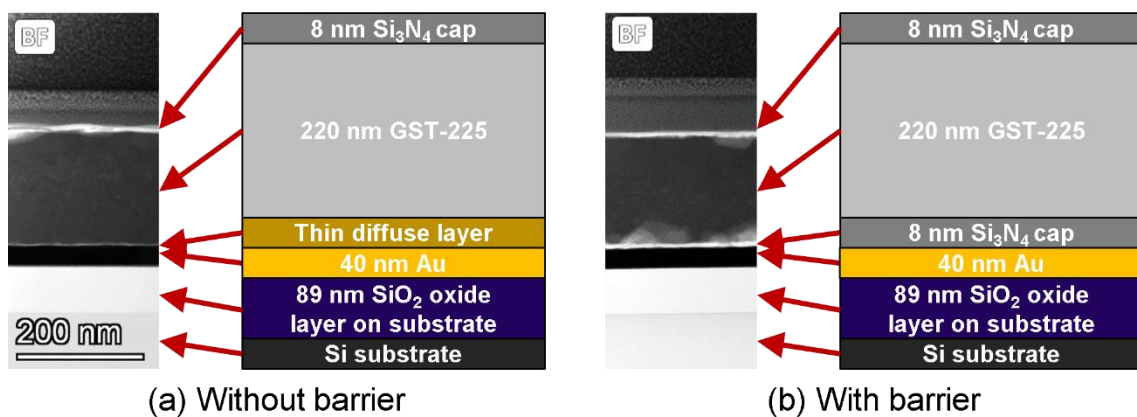 BF
8 nm Si₃N₄ cap
220 nm GST-225
Thin diffuse layer
40 nm Au
89 nm SiO₂ oxide
layer on substrate
Si substrate
200 nm
(a) Without barrier
BF
8 nm Si₃N₄ cap
220 nm GST-225
8 nm Si₃N₄ cap
40 nm Au
89 nm SiO₂ oxide
layer on substrate
Si substrate
(b) With barrier